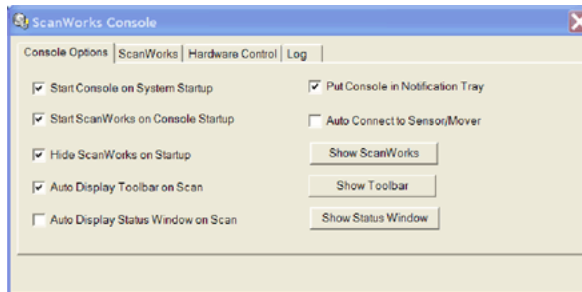 ScanWorks Console
Console Options ScanWorks Hardware Control Log
Start Console on System Startup
Put Console in Notification Tray
Start ScanWorks on Console Startup
Auto Connect to Sensor/Mover
Hide ScanWorks on Startup
Show ScanWorks
Auto Display Toolbar on Scan
Show Toolbar
Auto Display Status Window on Scan
Show Status Window